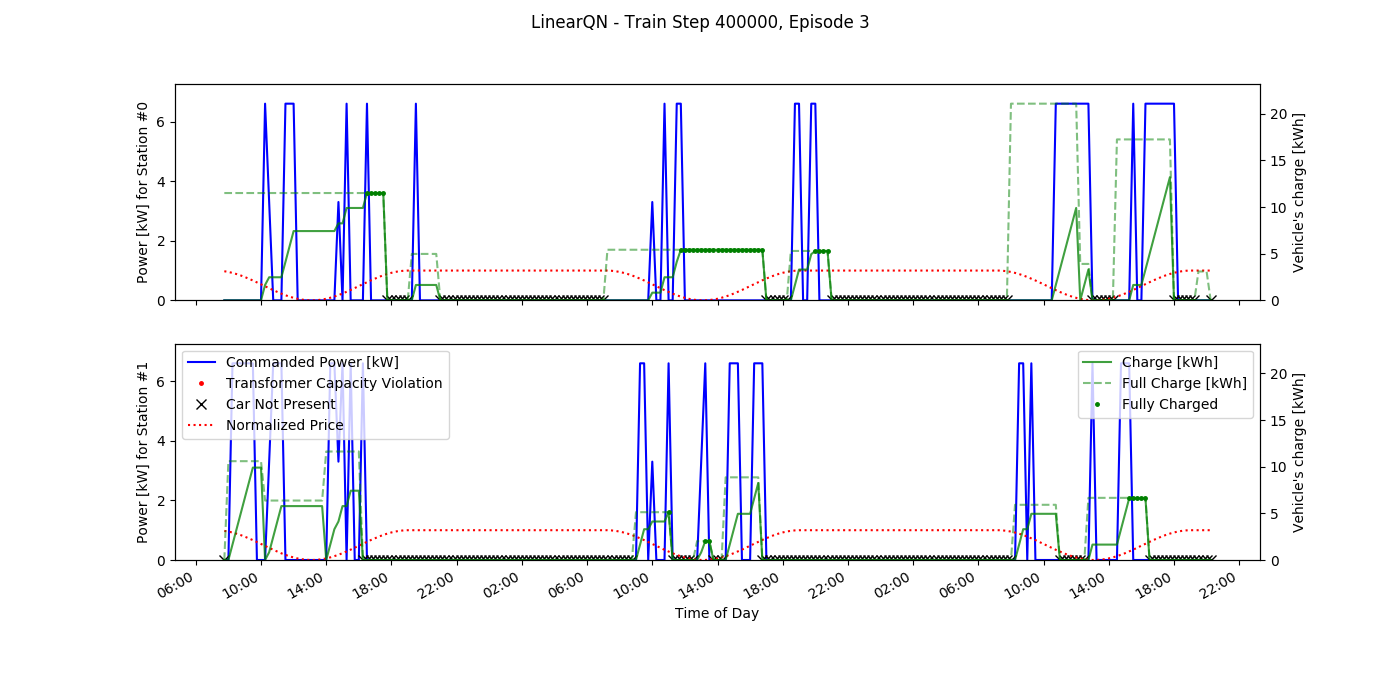 LinearQN - Train Step 400000, Episode 3
Power [kW] for Station #0
6
4
2
0
20
15
10
5
0
Vehicle's charge [kWh]
Power [kW] for Station #1
6
4
2
0
Commanded Power [kW]
Transformer Capacity Violation
Car Not Present
Normalized Price
Charge [kWh]
Full Charge [kWh]
Fully Charged
20
15
10
5
0
Vehicle's charge [kWh]
06:00 10:00 14:00 18:00 22:00 02:00 06:00 10:00 14:00 18:00 22:00 02:00 06:00 10:00 14:00 18:00 22:00
Time of Day